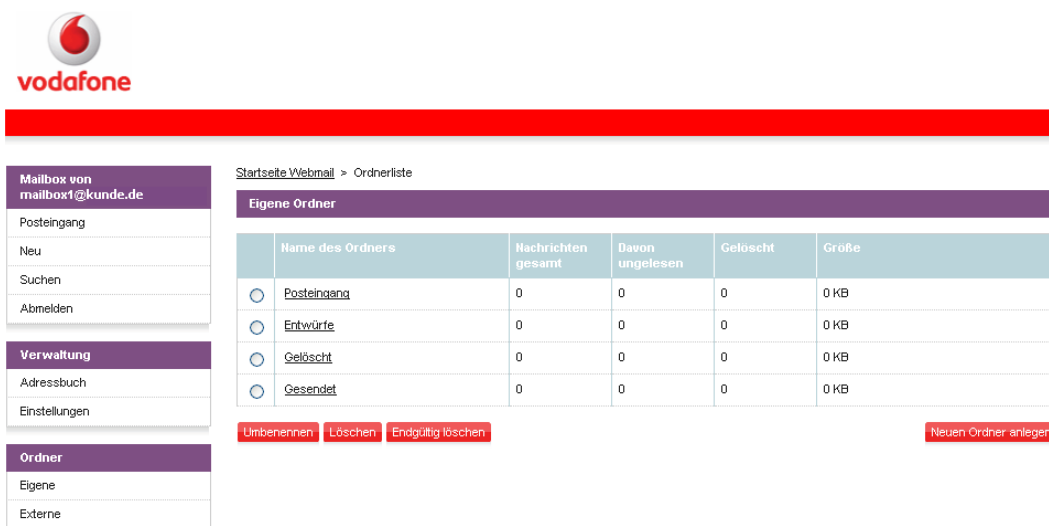 vodafone
Mailbox von
mailbox1@kunde.de
Posteingang
Neu
Suchen
Abmelden
Verwaltung
Adressbuch
Einstellungen
Ordner
Eigene
Externe
Startseite Webmail > Ordnerliste
Eigene Ordner
Name des Ordners Nachrichten gesamt Davon ungelesen Gelöscht Größe
Posteingang 0 0 0 0 KB
Entwürfe 0 0 0 0 KB
Gelöscht 0 0 0 0 KB
Gesendet 0 0 0 0 KB
Umbenennen Löschen Endgültig löschen Neuen Ordner anlegen